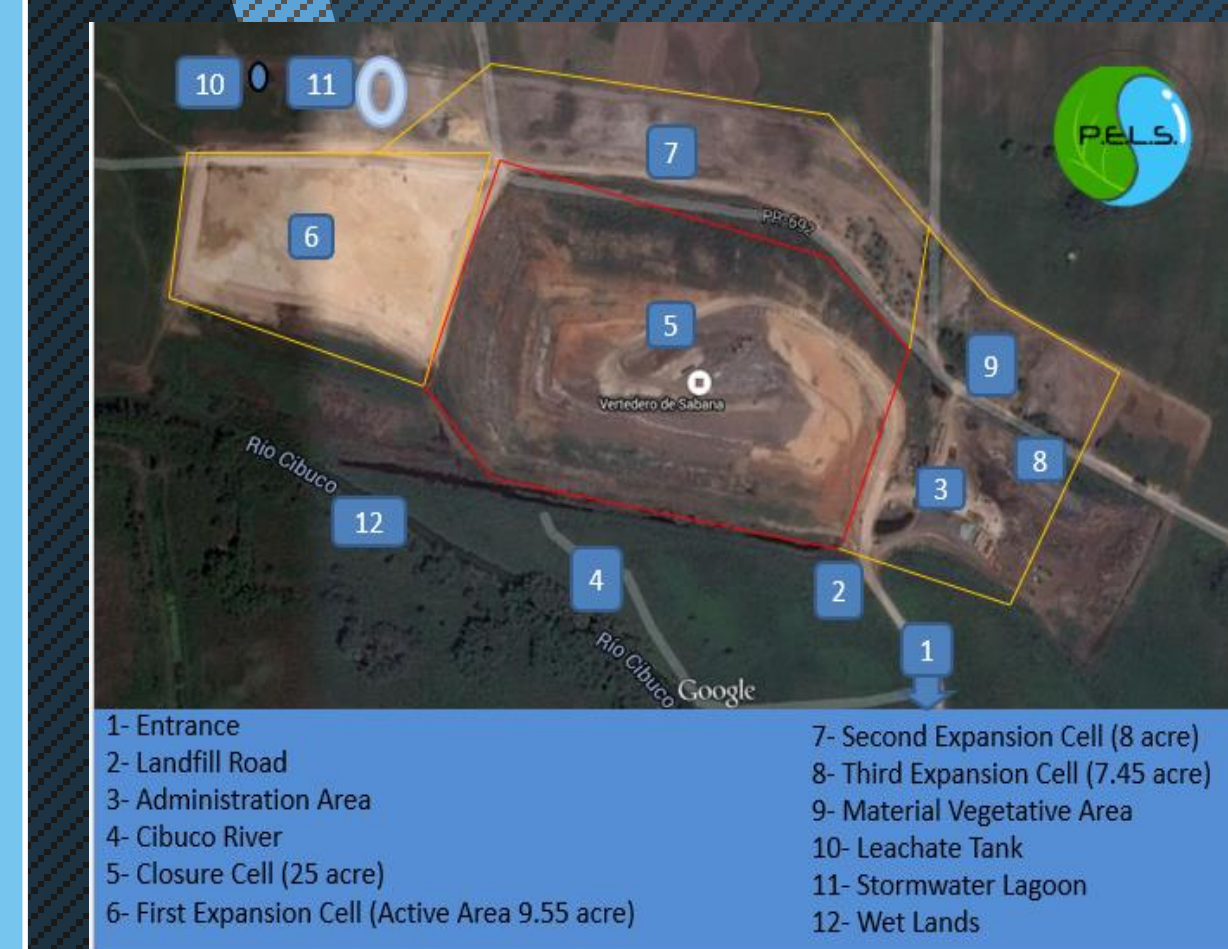 10
11
P.E.L.S.
7
PR-692
6
5
9
Vertedero de Sabana
Río Cibuco
8
3
12
4
2
Río Cibuco
1
Google
1- Entrance
2- Landfill Road
3- Administration Area
4- Cibuco River
5- Closure Cell (25 acre)
6- First Expansion Cell (Active Area 9.55 acre)
7- Second Expansion Cell (8 acre)
8- Third Expansion Cell (7.45 acre)
9- Material Vegetative Area
10- Leachate Tank
11- Stormwater Lagoon
12- Wet Lands